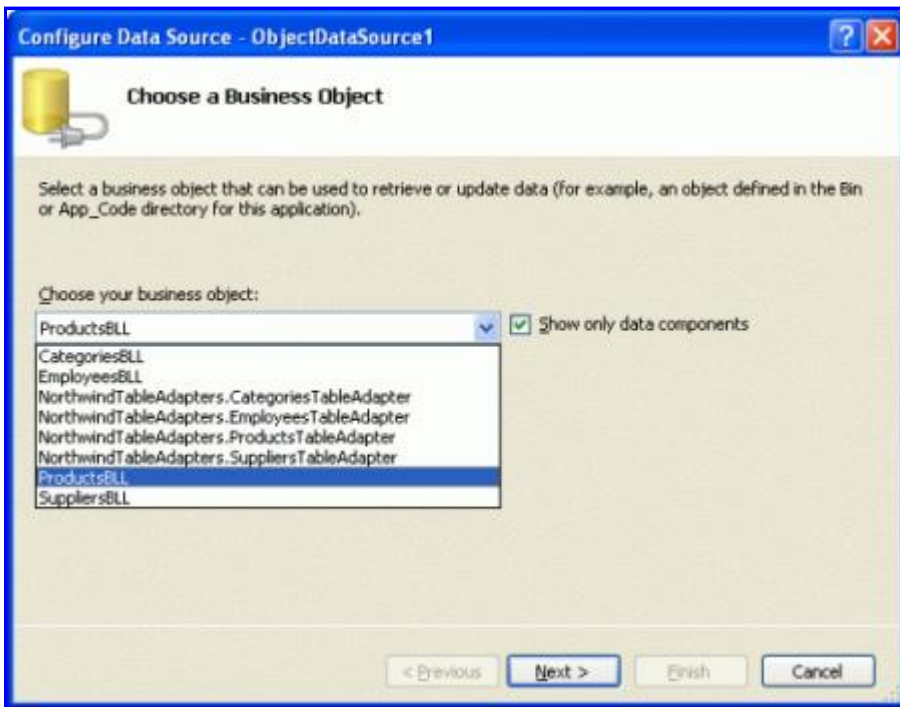 Configure Data Source - ObjectDataSource1
Choose a Business Object
Select a business object that can be used to retrieve or update data (for example, an object defined in the Bin
or App_Code directory for this application).
Choose your business object:
ProductsBLL
Show only data components
CategoriesBLL
EmployeesBLL
NorthwindTableAdapters.CategoriesTableAdapter
NorthwindTableAdapters.EmployeesTableAdapter
NorthwindTableAdapters.ProductsTableAdapter
NorthwindTableAdapters.SuppliersTableAdapter
ProductsBLL
SuppliersBLL
< Previous
Next >
Finish
Cancel